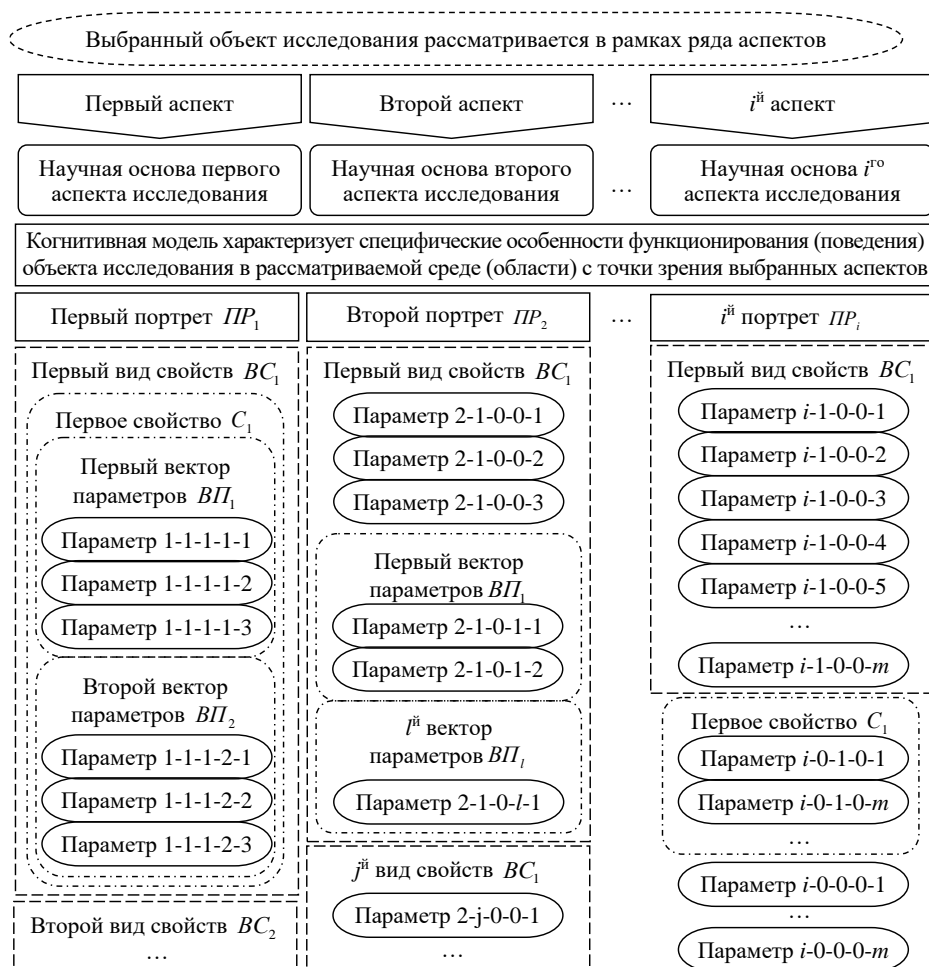 Выбранный объект исследования рассматривается в рамках ряда аспектов
Первый аспект
Второй аспект
...
i й аспект
Научная основа первого
аспекта исследования
Научная основа второго
аспекта исследования
...
Научная основа i го
аспекта исследования
Когнитивная модель характеризует специфические особенности функционирования (поведения)
объекта исследования в рассматриваемой среде (области) с точки зрения выбранных аспектов
Первый портрет ПР1
Второй портрет ПР2
...
i й портрет ПРi
Первый вид свойств ВС1
Первое свойство С1
Первый вектор
параметров ВП1
Параметр 1-1-1-1-1
Параметр 1-1-1-1-2
Параметр 1-1-1-1-3
Второй вектор
параметров ВП2
Параметр 1-1-1-2-1
Параметр 1-1-1-2-2
Параметр 1-1-1-2-3
Второй вид свойств ВС2
...
Первый вид свойств ВС1
Параметр 2-1-0-0-1
Параметр 2-1-0-0-2
Параметр 2-1-0-0-3
Первый вектор
параметров ВП1
Параметр 2-1-0-1-1
Параметр 2-1-0-1-2
l й вектор
параметров ВПl
Параметр 2-1-0-l-1
j й вид свойств ВС1
Параметр 2-j-0-0-1
...
Первый вид свойств ВС1
Параметр i-1-0-0-1
Параметр i-1-0-0-2
Параметр i-1-0-0-3
Параметр i-1-0-0-4
Параметр i-1-0-0-5
...
Параметр i-1-0-0-m
Первое свойство С1
Параметр i-0-1-0-1
Параметр i-0-1-0-m
...
Параметр i-0-0-0-1
...
Параметр i-0-0-0-m